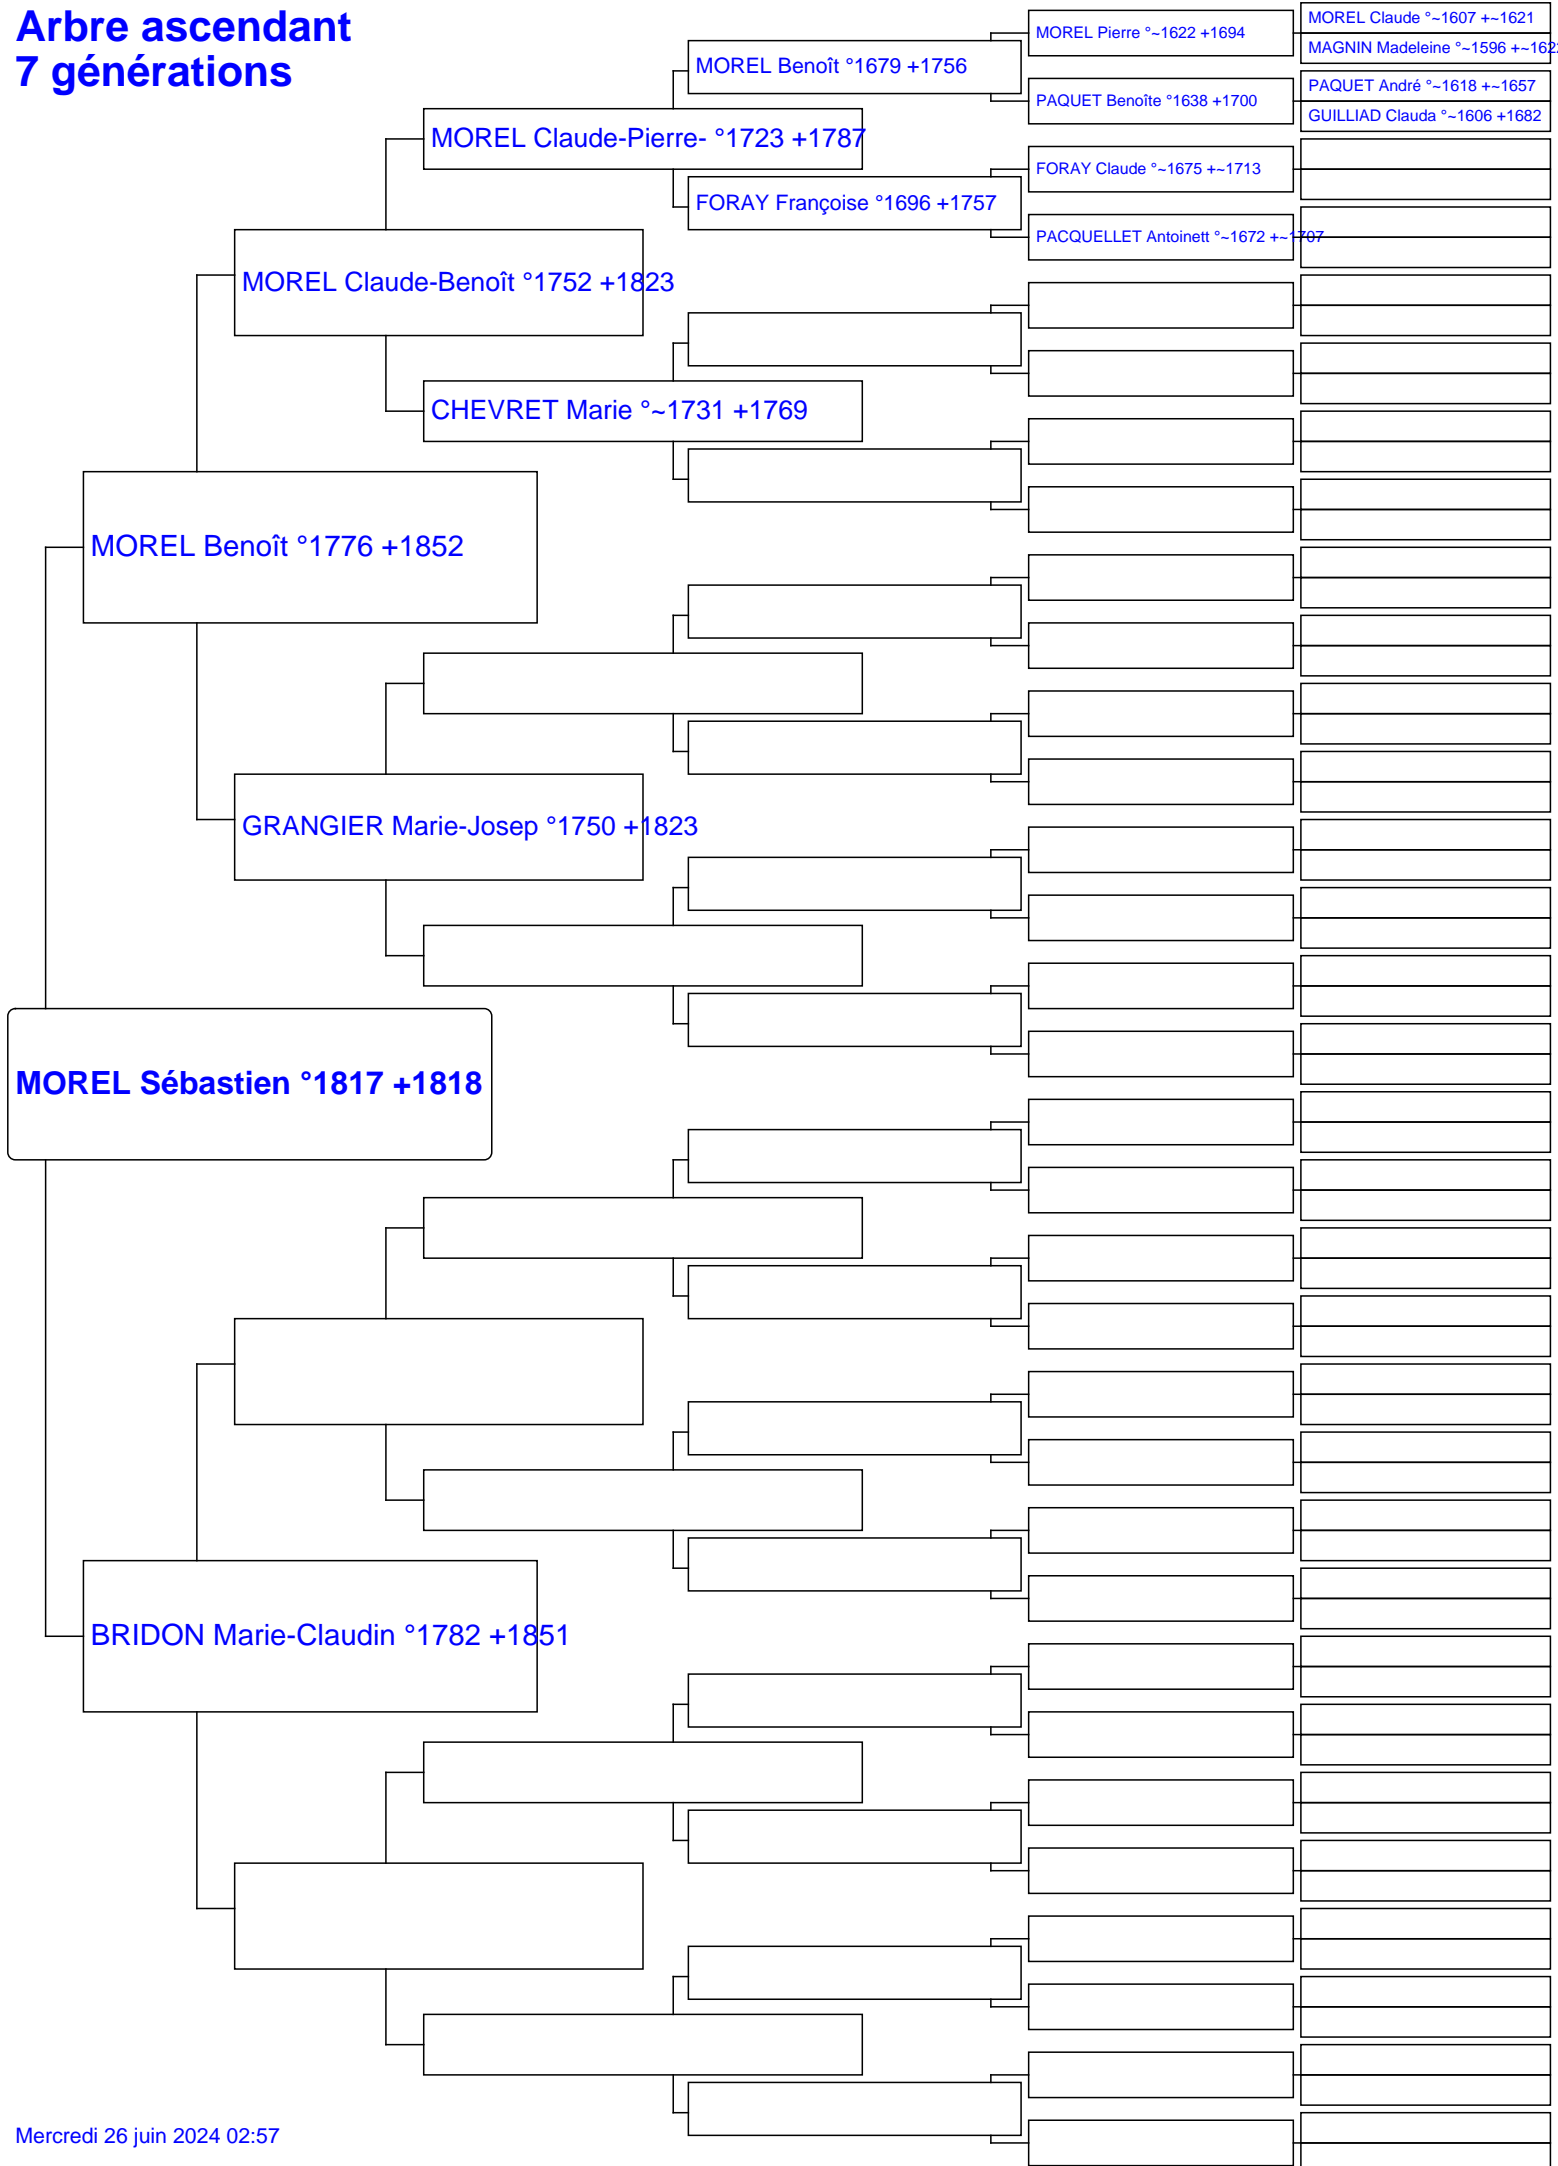 Arbre ascendant
7 générations
MOREL Claude °~1607 +~1621
MOREL Pierre °~1622 +1694
MAGNIN Madeleine °~1596 +~162
MOREL Benoît °1679 +1756
PAQUET André °~1618 +~1657
PAQUET Benoîte °1638 +1700
GUILLIAD Clauda °~1606 +1682
MOREL Claude-Pierre- °1723 +1787
FORAY Claude °~1675 +~1713
FORAY Françoise °1696 +1757
PACQUELLET Antoinett °~1672 +~1707
MOREL Claude-Benoît °1752 +1823
CHEVRET Marie °~1731 +1769
MOREL Benoît °1776 +1852
GRANGIER Marie-Josep °1750 +1823
MOREL Sébastien °1817 +1818
BRIDON Marie-Claudin °1782 +1851
Mercredi 26 juin 2024 02:57